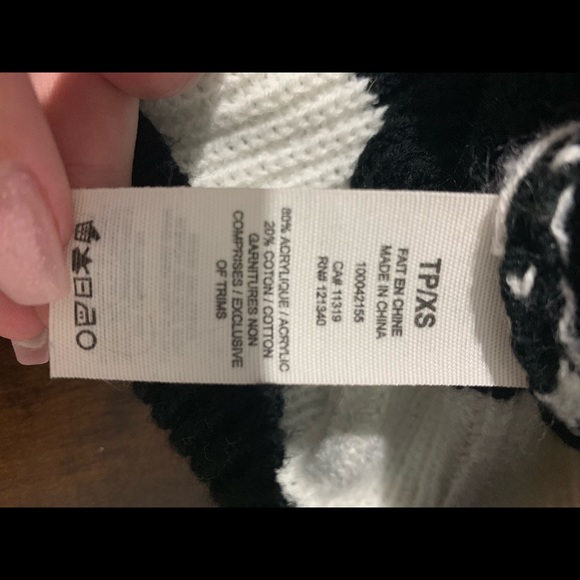 TP/XS
FAIT EN CHINE
MADE IN CHINA
100042155
CA# 11319
RN# 121340
80% ACRYLIQUE / ACRYLIC
20% COTON / COTTON
GARNITURES NON
COMPRISES / EXCLUSIVE
OF TRIMS